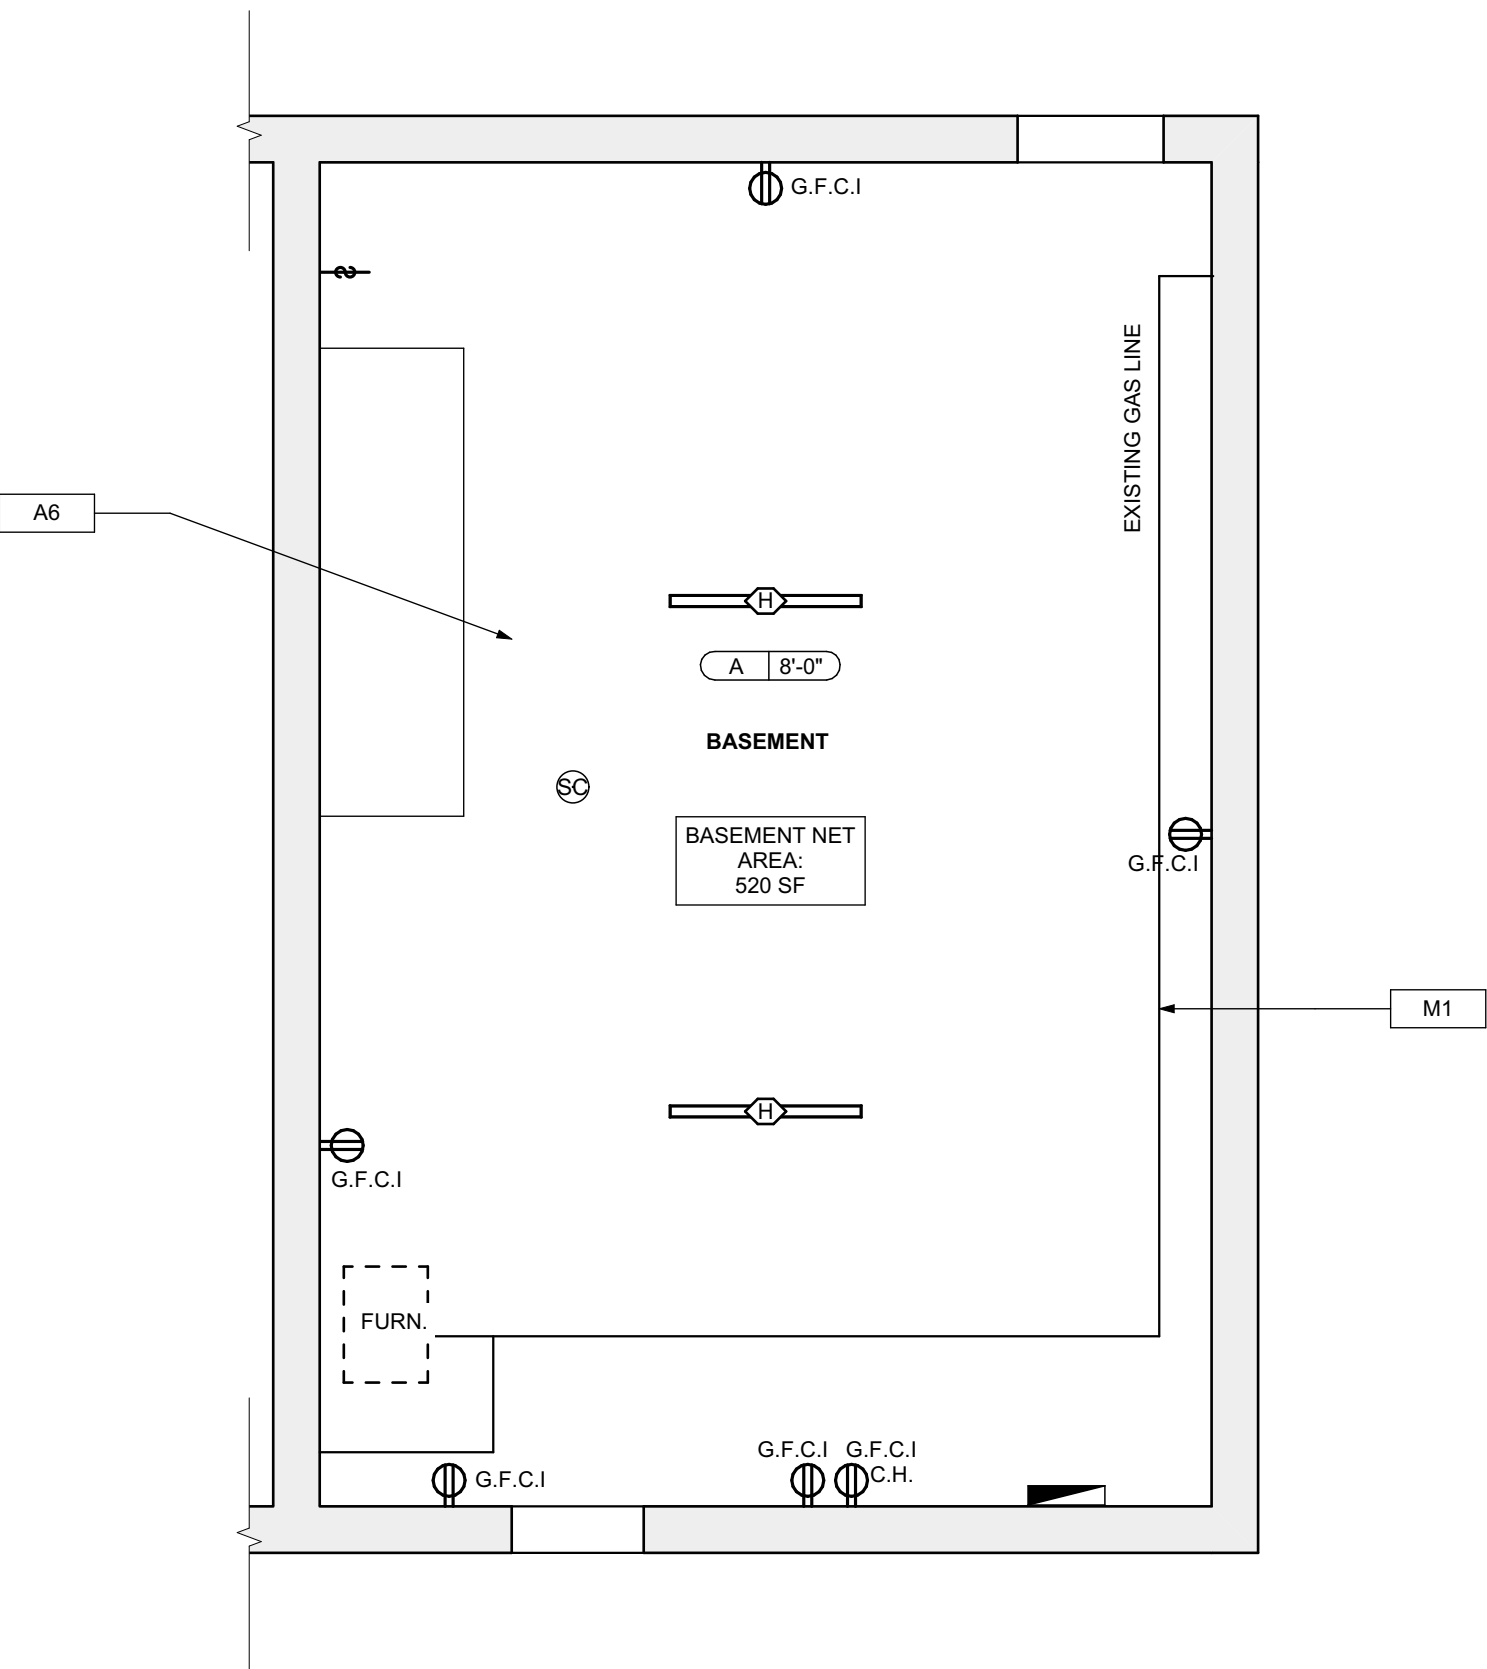 G.F.C.I
EXISTING GAS LINE
A6
H
A 8'-0"
BASEMENT
SC
BASEMENT NET
AREA:
520 SF
G.F.C.I
M1
H
G.F.C.I
FURN.
G.F.C.I G.F.C.I
C.H.
G.F.C.I